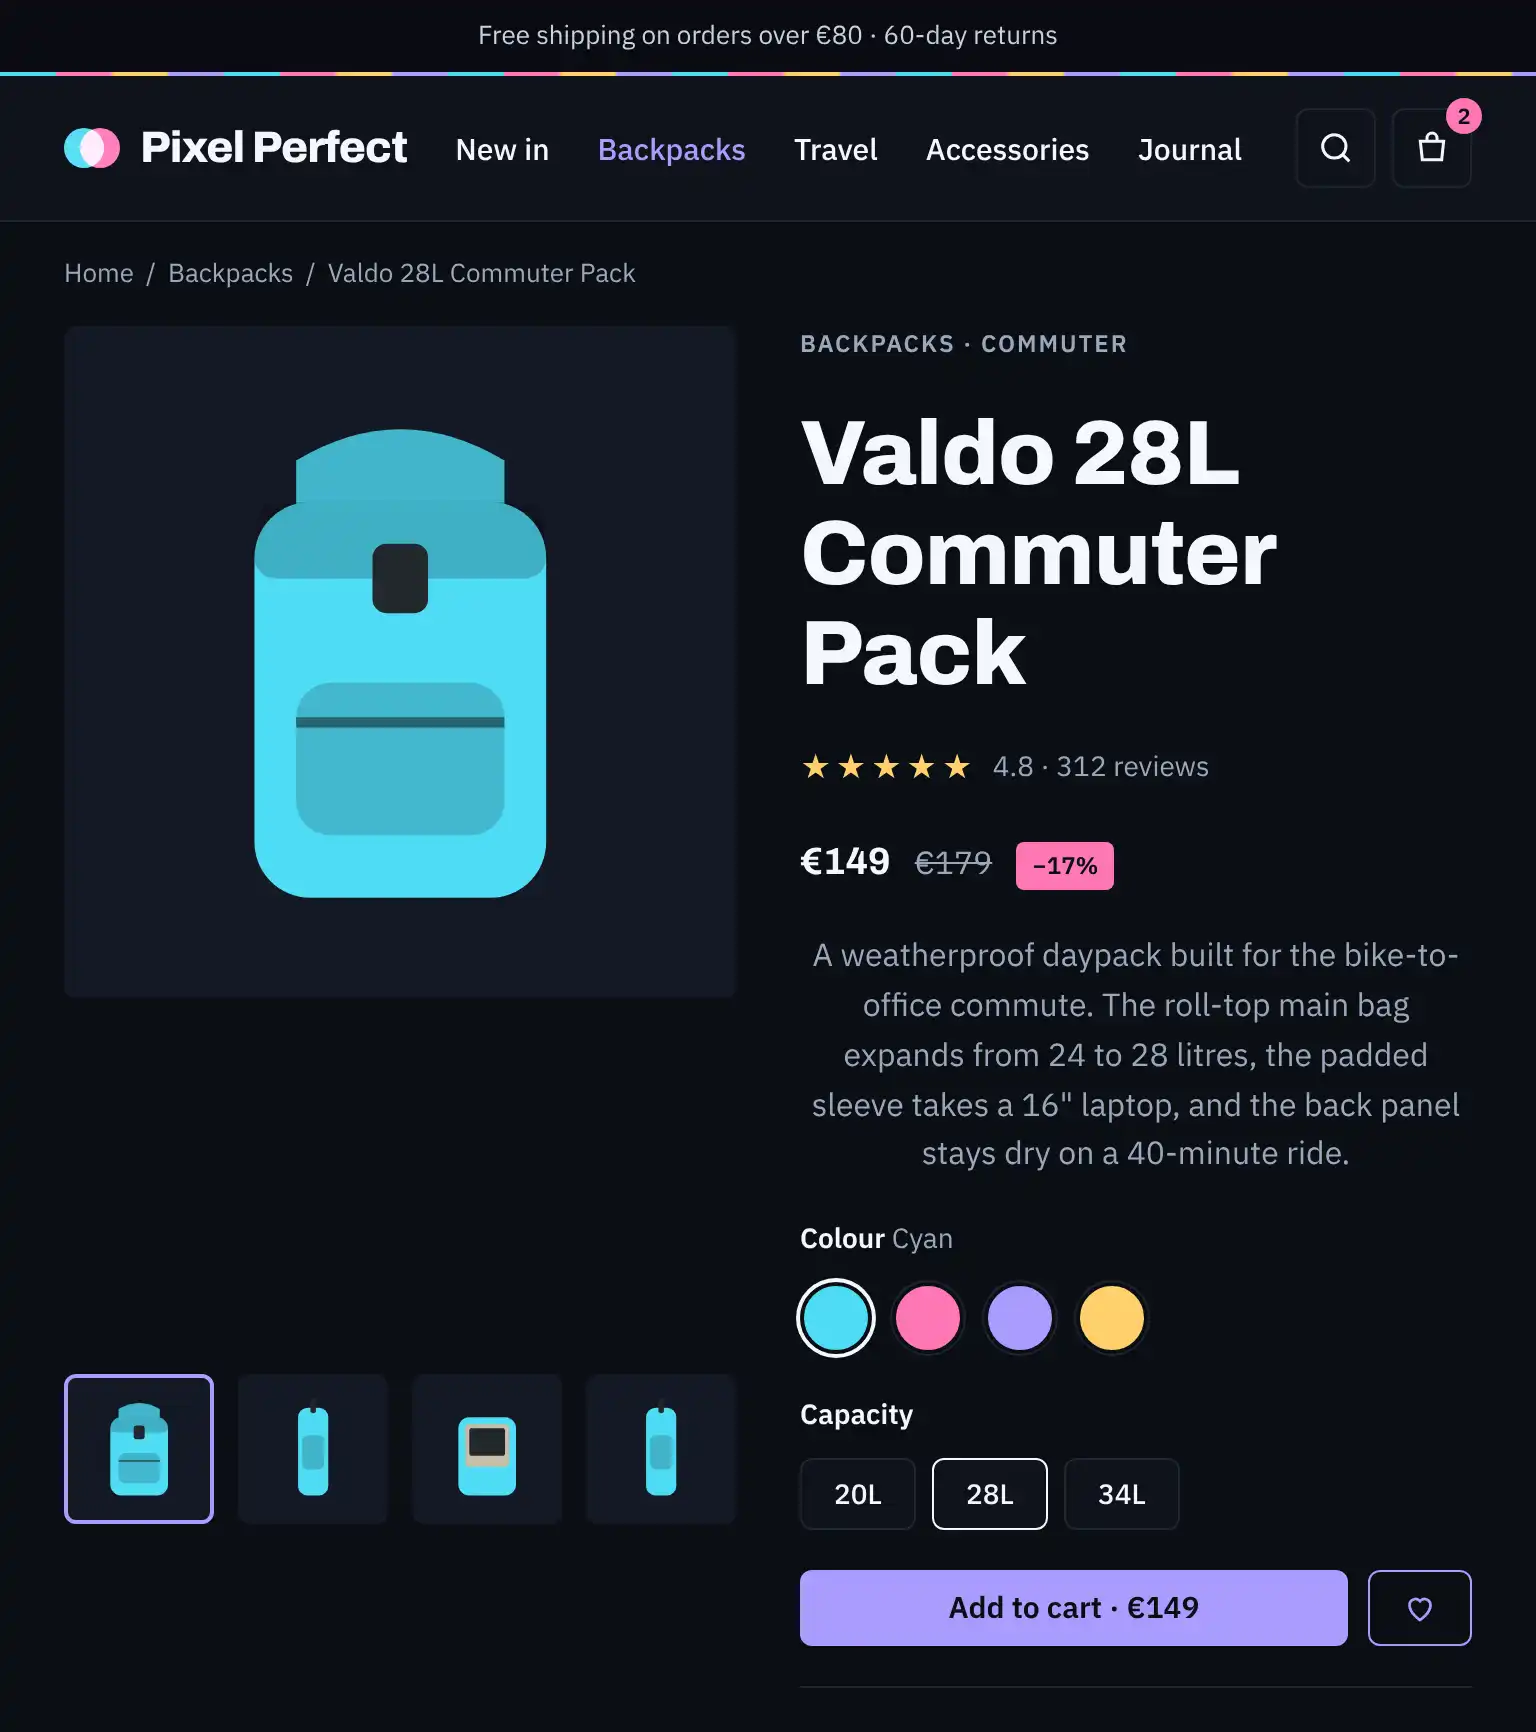 Free shipping on orders over €80 · 60-day returns
Pixel Perfect
New in
Backpacks
Travel
Accessories
Journal
2
Home / Backpacks / Valdo 28L Commuter Pack
BACKPACKS · COMMUTER
Valdo 28L
Commuter
Pack
★★★★★ 4.8 · 312 reviews
€149 €179 −17%
A weatherproof daypack built for the bike-to-
office commute. The roll-top main bag
expands from 24 to 28 litres, the padded
sleeve takes a 16" laptop, and the back panel
stays dry on a 40-minute ride.
Colour Cyan
Capacity
20L
28L
34L
Add to cart · €149